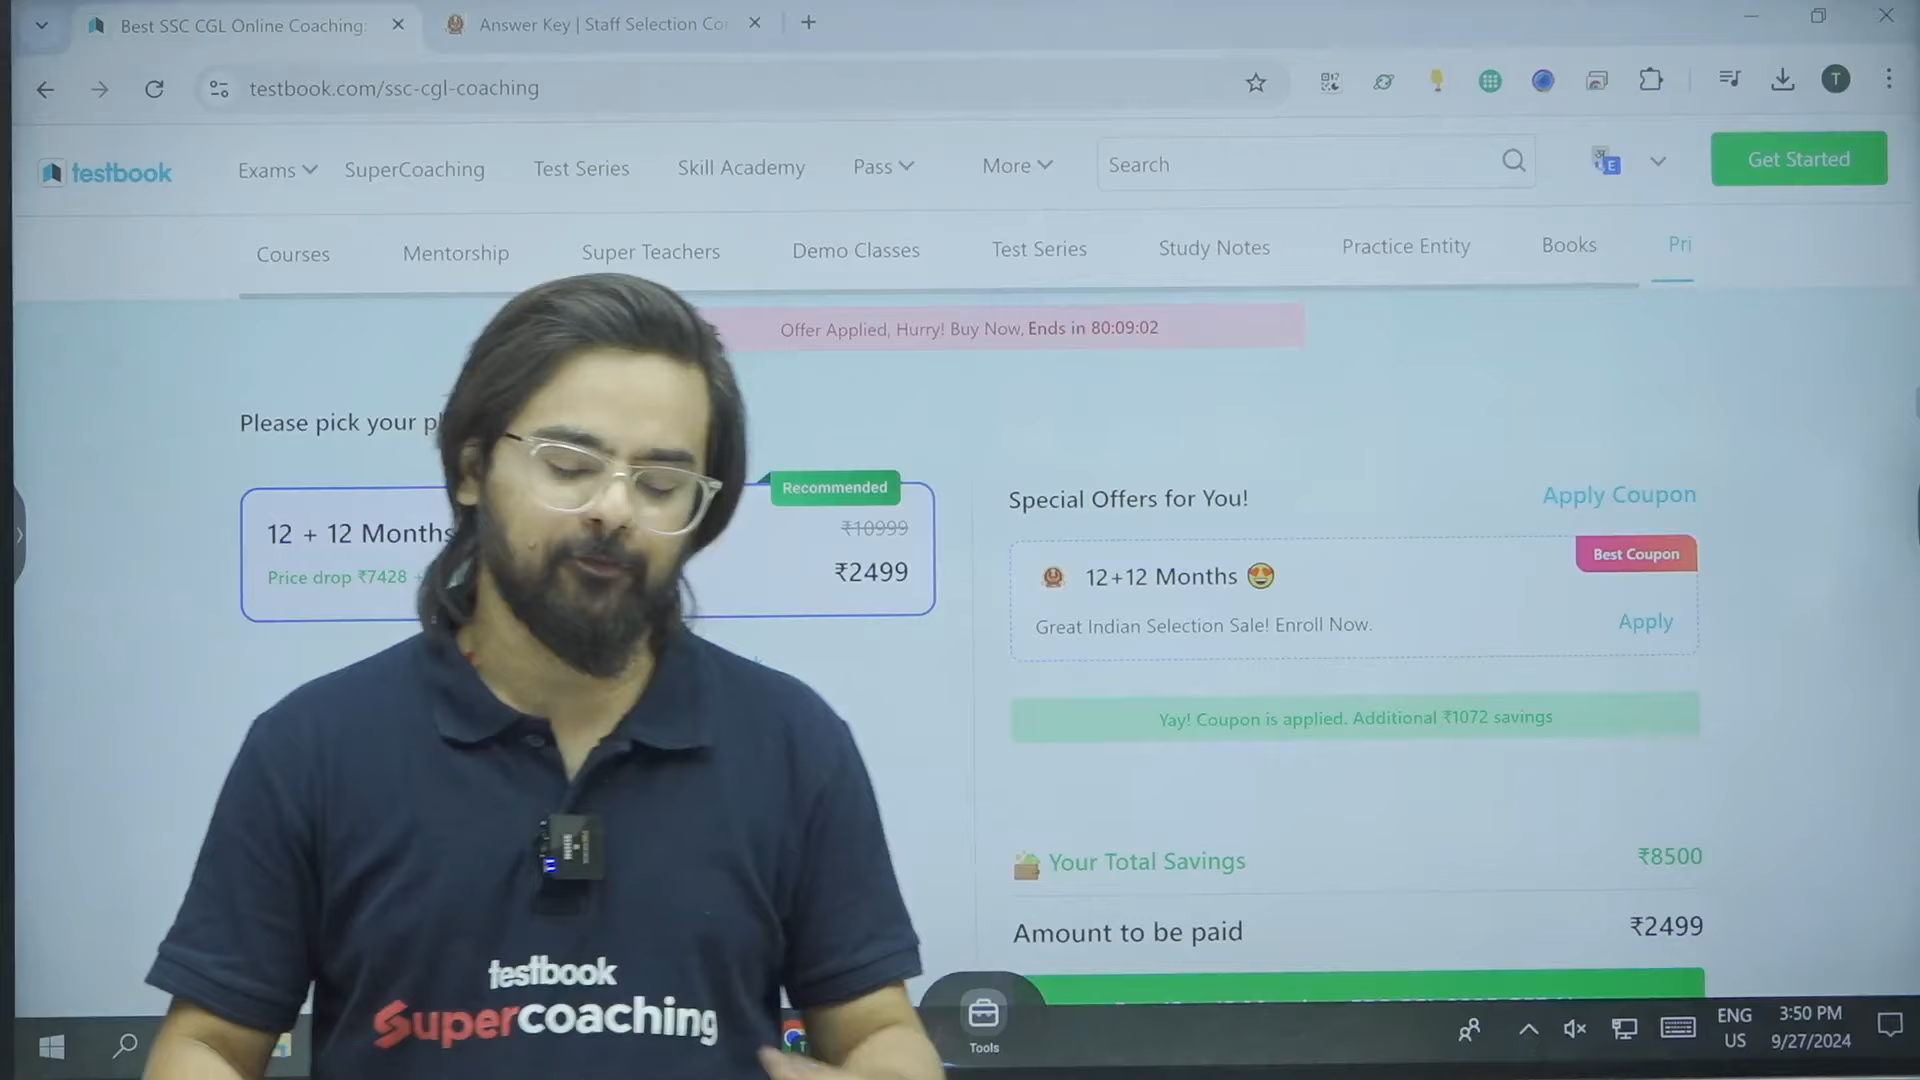 Best SSC CGL Online Coaching:
Answer Key | Staff Selection Co
testbook.com/ssc-cgl-coaching
T
testbook
Exams
SuperCoaching
Test Series
Skill Academy
Pass
More
Search
Get Started
Courses
Mentorship
Super Teachers
Demo Classes
Test Series
Study Notes
Practice Entity
Books
Pri
Offer Applied, Hurry! Buy Now, Ends in 80:09:02
Please pick your pl
Recommended
12 + 12 Months
₹10999
Price drop ₹7428 +
₹2499
Special Offers for You!
Apply Coupon
Best Coupon
12+12 Months 😍
Great Indian Selection Sale! Enroll Now.
Apply
Yay! Coupon is applied. Additional ₹1072 savings
Your Total Savings
₹8500
Amount to be paid
₹2499
testbook
Supercoaching
Tools
ENG
US
3:50 PM
9/27/2024